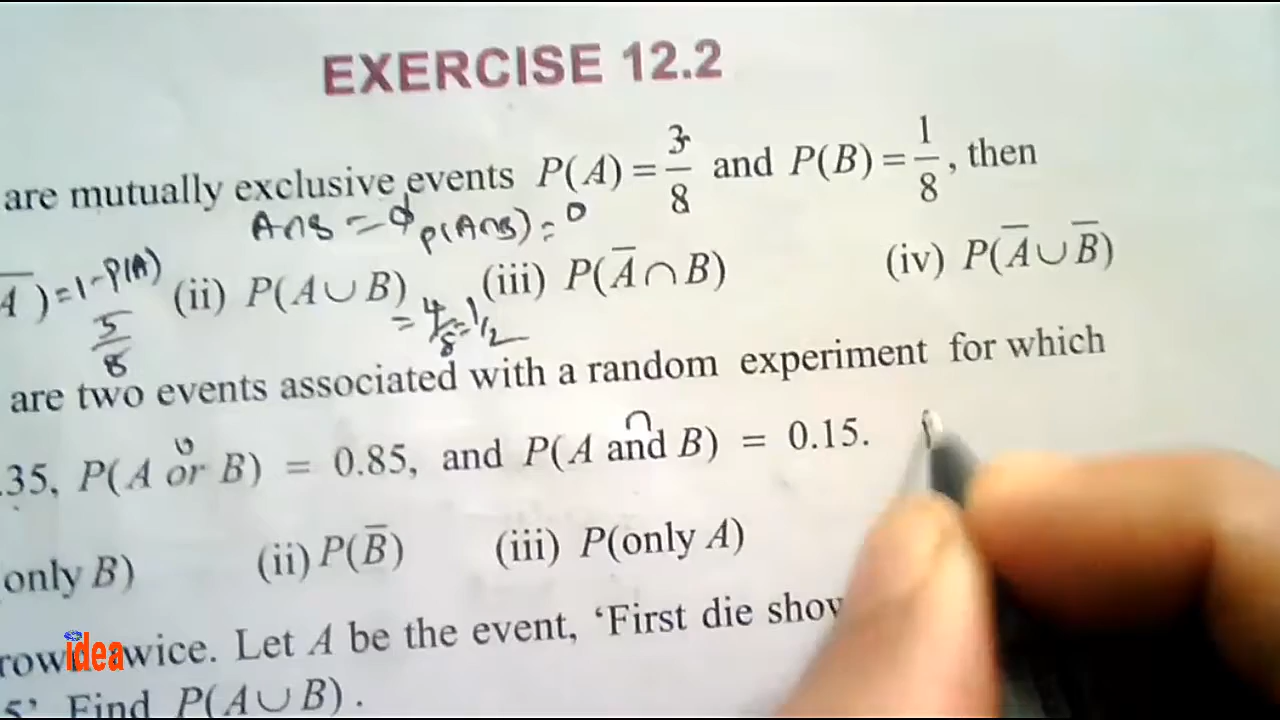 EXERCISE 12.2
are mutually exclusive events P(A) = 3/8 and P(B) = 1/8, then
A∩B = φ P(A∩B) = 0
A̅) = 1 - P(A) (ii) P(A∪B) (iii) P(A̅∩B) (iv) P(A̅∪B̅)
5/8 = 4/8 = 1/2
are two events associated with a random experiment for which
∪ ∩
.35, P(A or B) = 0.85, and P(A and B) = 0.15.
only B) (ii) P(B̅) (iii) P(only A)
rown twice. Let A be the event, ‘First die show
5’ Find P(A∪B).
idea